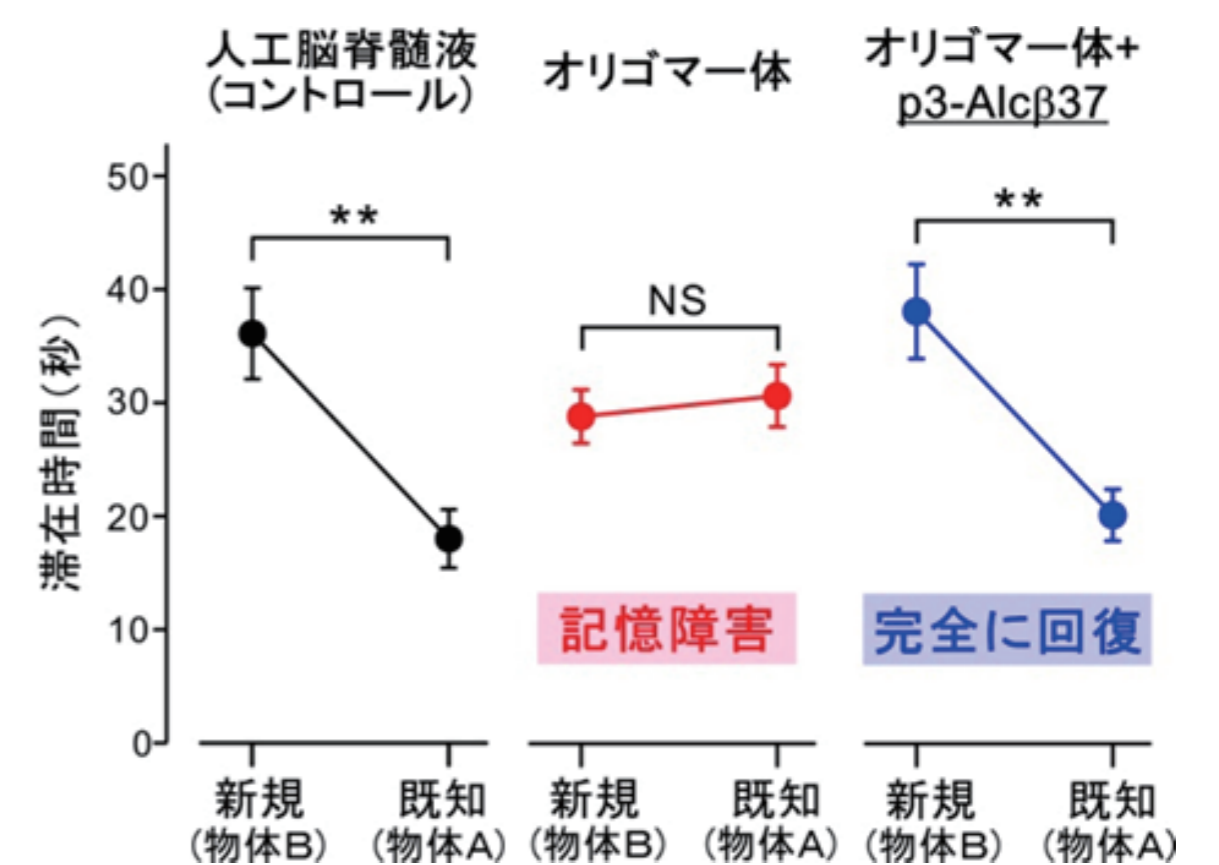 人工脳脊髄液
(コントロール)
オリゴマー体
オリゴマー体+
p3-Alcβ37
滞在時間(秒)
50
40
30
20
10
0
**
NS
**
記憶障害
完全に回復
新規
(物体B)
既知
(物体A)
新規
(物体B)
既知
(物体A)
新規
(物体B)
既知
(物体A)